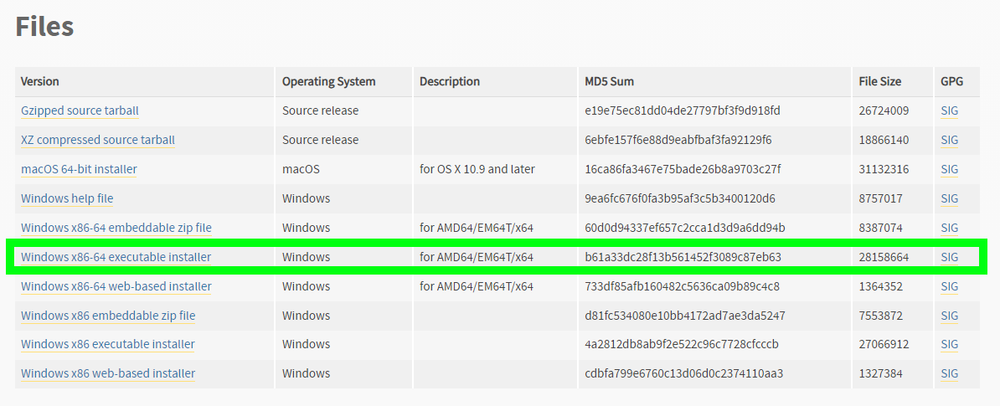 Files
Version Operating System Description MD5 Sum File Size GPG
Gzipped source tarball Source release e19e75ec81dd04de27797bf3f9d918fd 26724009 SIG
XZ compressed source tarball Source release 6ebfe157f6e88d9eabfbaf3fa92129f6 18866140 SIG
macOS 64-bit installer macOS for OS X 10.9 and later 16ca86fa3467e75bade26b8a9703c27f 31132316 SIG
Windows help file Windows 9ea6fc676f0fa3b95af3c5b3400120d6 8757017 SIG
Windows x86-64 embeddable zip file Windows for AMD64/EM64T/x64 60d0d94337ef657c2cca1d3d9a6dd94b 8387074 SIG
Windows x86-64 executable installer Windows for AMD64/EM64T/x64 b61a33dc28f13b561452f3089c87eb63 28158664 SIG
Windows x86-64 web-based installer Windows for AMD64/EM64T/x64 733df85afb160482c5636ca09b89c4c8 1364352 SIG
Windows x86 embeddable zip file Windows d81fc534080e10bb4172ad7ae3da5247 7553872 SIG
Windows x86 executable installer Windows 4a2812db8ab9f2e522c96c7728cfcccb 27066912 SIG
Windows x86 web-based installer Windows cdbfa799e6760c13d06d0c2374110aa3 1327384 SIG